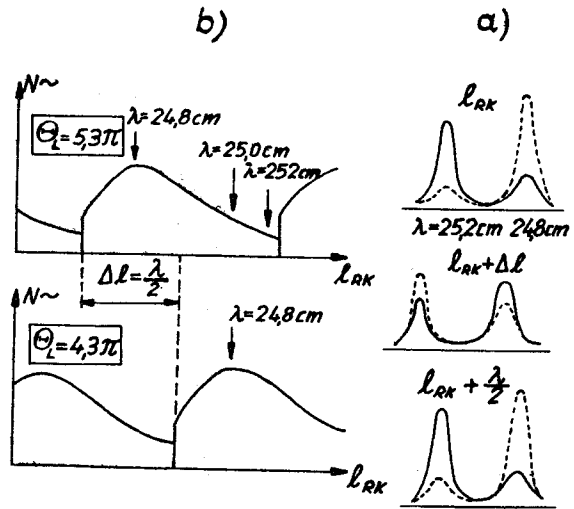 b)
N~
Θ_L=5,3π
λ=24,8cm
λ=25,0cm
λ=252cm
l_RK
Δl=λ/2
N~
Θ_L=4,3π
λ=24,8cm
l_RK
a)
l_RK
λ=25,2cm 24,8cm
l_RK+Δl
l_RK+λ/2